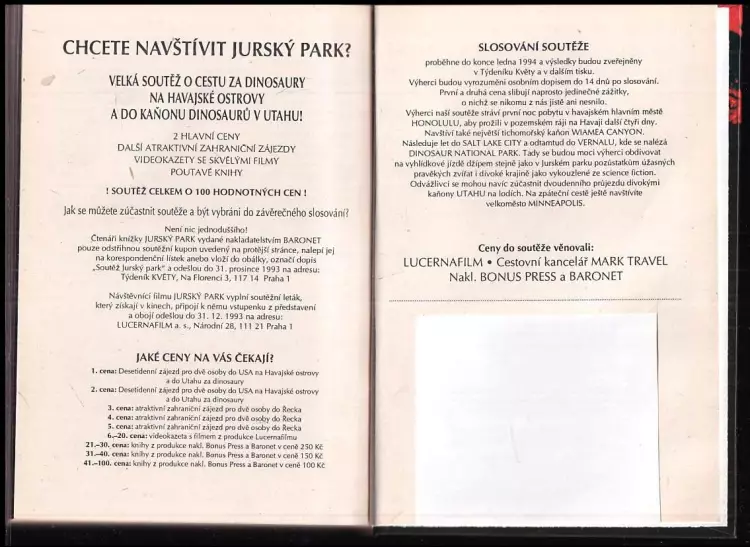 CHCETE NAVŠTÍVIT JURSKÝ PARK?
VELKÁ SOUTĚŽ O CESTU ZA DINOSAURY
NA HAVAJSKÉ OSTROVY
A DO KAŇONU DINOSAURŮ V UTAHU!
2 HLAVNÍ CENY
DALŠÍ ATRAKTIVNÍ ZAHRANIČNÍ ZÁJEZDY
VIDEOKAZETY SE SKVĚLÝMI FILMY
POUTAVÉ KNIHY
! SOUTĚŽ CELKEM O 100 HODNOTNÝCH CEN !
Jak se můžete zúčastnit soutěže a být vybráni do závěrečného slosování?
Není nic jednoduššího!
Čtenáři knížky JURSKÝ PARK vydané nakladatelstvím BARONET
pouze odstřihnou soutěžní kupon uvedený na protější stránce, nalepí jej
na korespondenční lístek anebo vloží do obálky, označí dopis
„Soutěž Jurský park" a odešlou do 31. prosince 1993 na adresu:
Týdeník KVĚTY, Na Florenci 3, 117 14 Praha 1
Návštěvníci filmu JURSKÝ PARK vyplní soutěžní leták,
který získají v kinech, připojí k němu vstupenku z představení
a obojí odešlou do 31. 12. 1993 na adresu:
LUCERNAFILM a. s., Národní 28, 111 21 Praha 1
JAKÉ CENY NA VÁS ČEKAJÍ?
1. cena: Desetidenní zájezd pro dvě osoby do USA na Havajské ostrovy
a do Utahu za dinosaury
2. cena: Desetidenní zájezd pro dvě osoby do USA na Havajské ostrovy
a do Utahu za dinosaury
3. cena: atraktivní zahraniční zájezd pro dvě osoby do Řecka
4. cena: atraktivní zahraniční zájezd pro dvě osoby do Řecka
5. cena: atraktivní zahraniční zájezd pro dvě osoby do Řecka
6.–20. cena: videokazeta s filmem z produkce Lucernafilmu
21.–30. cena: knihy z produkce nakl. Bonus Press a Baronet v ceně 250 Kč
31.–40. cena: knihy z produkce nakl. Bonus Press a Baronet v ceně 150 Kč
41.–100. cena: knihy z produkce nakl. Bonus Press a Baronet v ceně 100 Kč
SLOSOVÁNÍ SOUTĚŽE
proběhne do konce ledna 1994 a výsledky budou zveřejněny
v Týdeníku Květy a v dalším tisku.
Výherci budou vyrozuměni osobním dopisem do 14 dnů po slosování.
První a druhá cena slibují naprosto jedinečné zážitky,
o nichž se nikomu z nás jistě ani nesnilo.
Výherci naší soutěže stráví první noc pobytu v havajském hlavním městě
HONOLULU, aby prožili v pozemském ráji na Havaji další čtyři dny.
Navštíví také největší tichomořský kaňon WIAMEA CANYON.
Následuje let do SALT LAKE CITY a odtamtud do VERNALU, kde se nalézá
DINOSAUR NATIONAL PARK. Tady se budou moci výherci obdivovat
na vyhlídkové jízdě džípem stejně jako v Jurském parku pozůstatkům úžasných
pravěkých zvířat i divoké krajině jako vykouzlené ze science fiction.
Odvážlivci se mohou navíc zúčastnit dvoudenního průjezdu divokými
kaňony UTAHU na lodích. Na zpáteční cestě ještě navštívíte
velkoměsto MINNEAPOLIS.
Ceny do soutěže věnovali:
LUCERNAFILM • Cestovní kancelář MARK TRAVEL
Nakl. BONUS PRESS a BARONET